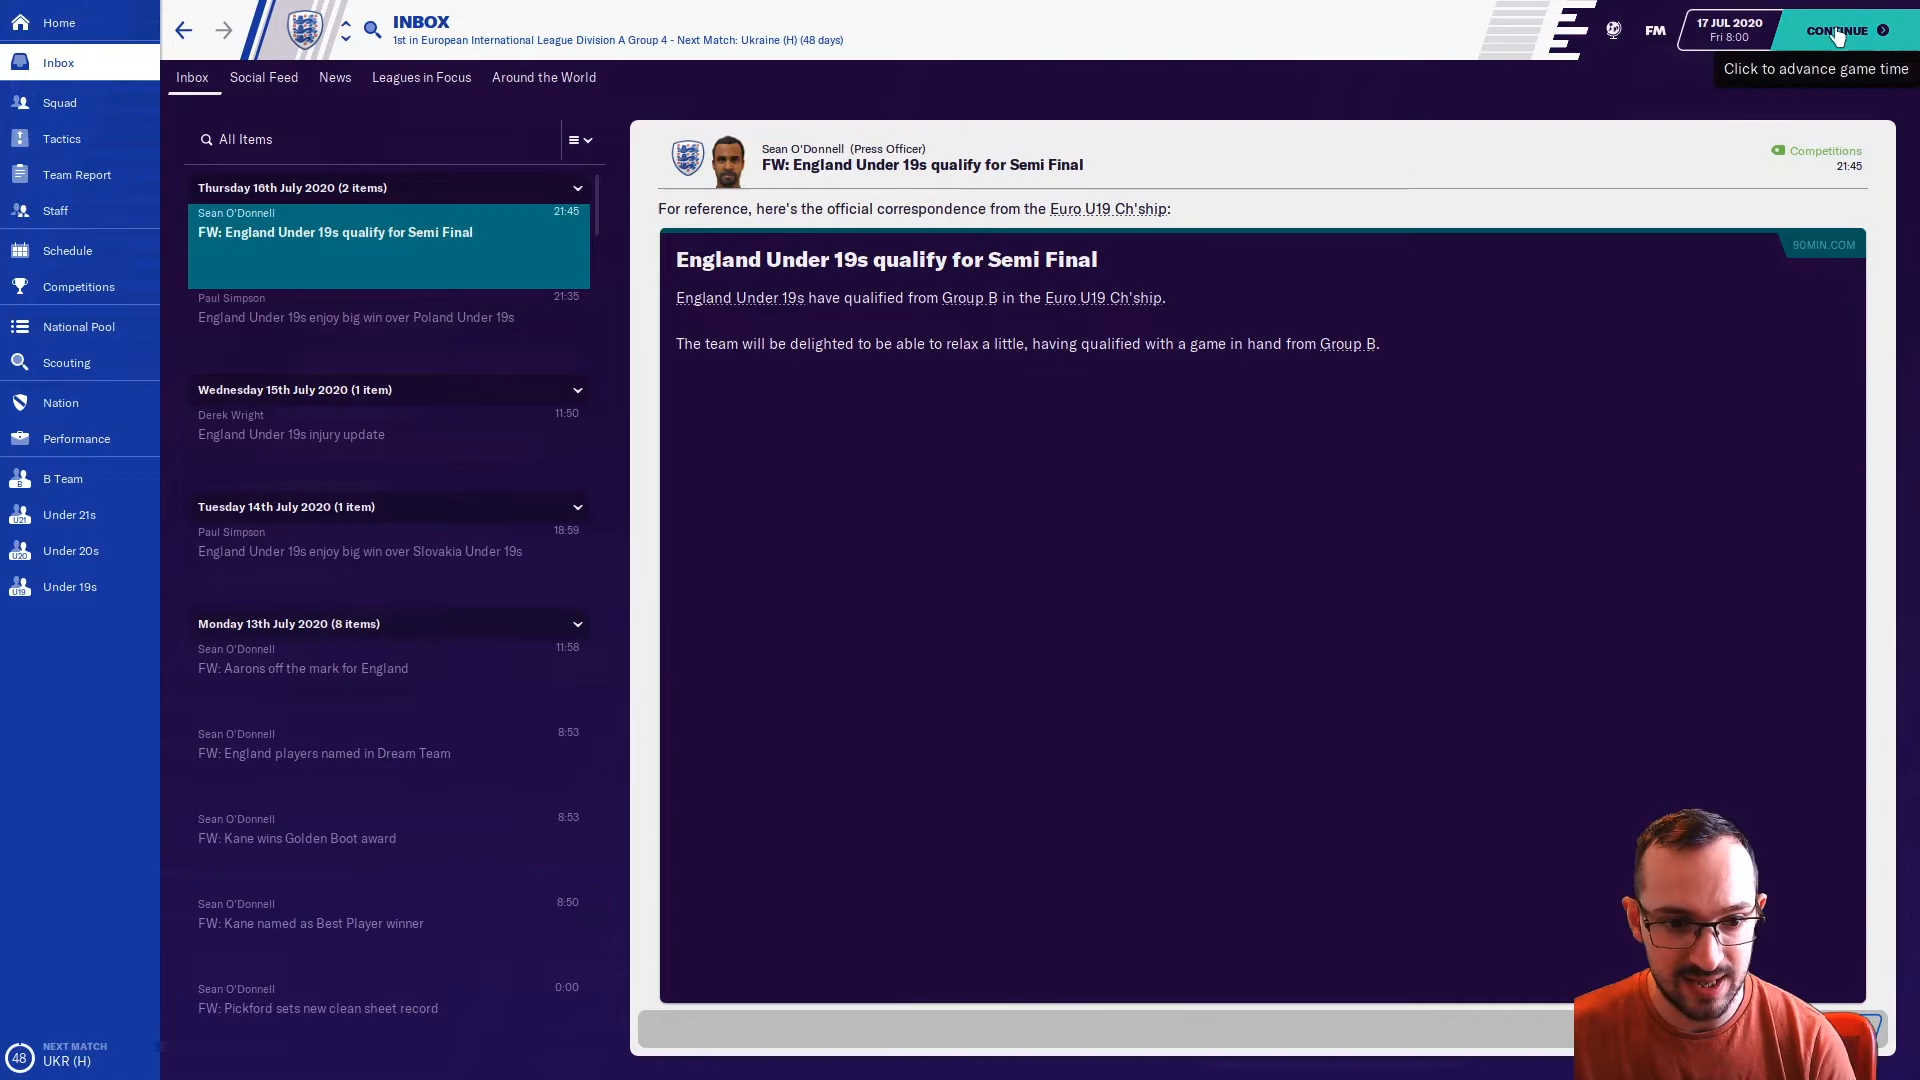 Home
Inbox
Squad
Tactics
Team Report
Staff
Schedule
Competitions
National Pool
Scouting
Nation
Performance
B
B Team
U21
Under 21s
U20
Under 20s
U19
Under 19s
48
NEXT MATCH
UKR (H)
INBOX
1st in European International League Division A Group 4 - Next Match: Ukraine (H) (48 days)
FM
17 JUL 2020
Fri 8:00
CONTINUE
Click to advance game time
Inbox
Social Feed
News
Leagues in Focus
Around the World
All Items
Thursday 16th July 2020 (2 items)
Sean O'Donnell
21:45
FW: England Under 19s qualify for Semi Final
Paul Simpson
21:35
England Under 19s enjoy big win over Poland Under 19s
Wednesday 15th July 2020 (1 item)
Derek Wright
11:50
England Under 19s injury update
Tuesday 14th July 2020 (1 item)
Paul Simpson
18:59
England Under 19s enjoy big win over Slovakia Under 19s
Monday 13th July 2020 (8 items)
Sean O'Donnell
11:58
FW: Aarons off the mark for England
Sean O'Donnell
8:53
FW: England players named in Dream Team
Sean O'Donnell
8:53
FW: Kane wins Golden Boot award
Sean O'Donnell
8:50
FW: Kane named as Best Player winner
Sean O'Donnell
0:00
FW: Pickford sets new clean sheet record
Sean O'Donnell (Press Officer)
FW: England Under 19s qualify for Semi Final
Competitions
21:45
For reference, here's the official correspondence from the Euro U19 Ch'ship:
90MIN.COM
England Under 19s qualify for Semi Final
England Under 19s have qualified from Group B in the Euro U19 Ch'ship.
The team will be delighted to be able to relax a little, having qualified with a game in hand from Group B.